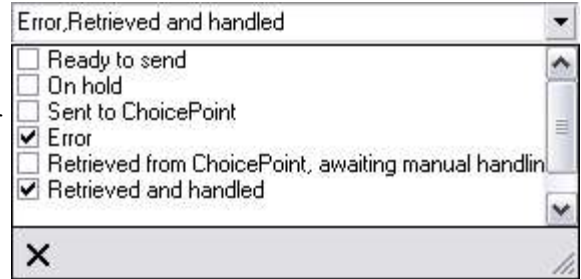 Error,Retrieved and handled
Ready to send
On hold
Sent to ChoicePoint
Error
Retrieved from ChoicePoint, awaiting manual handlin
Retrieved and handled